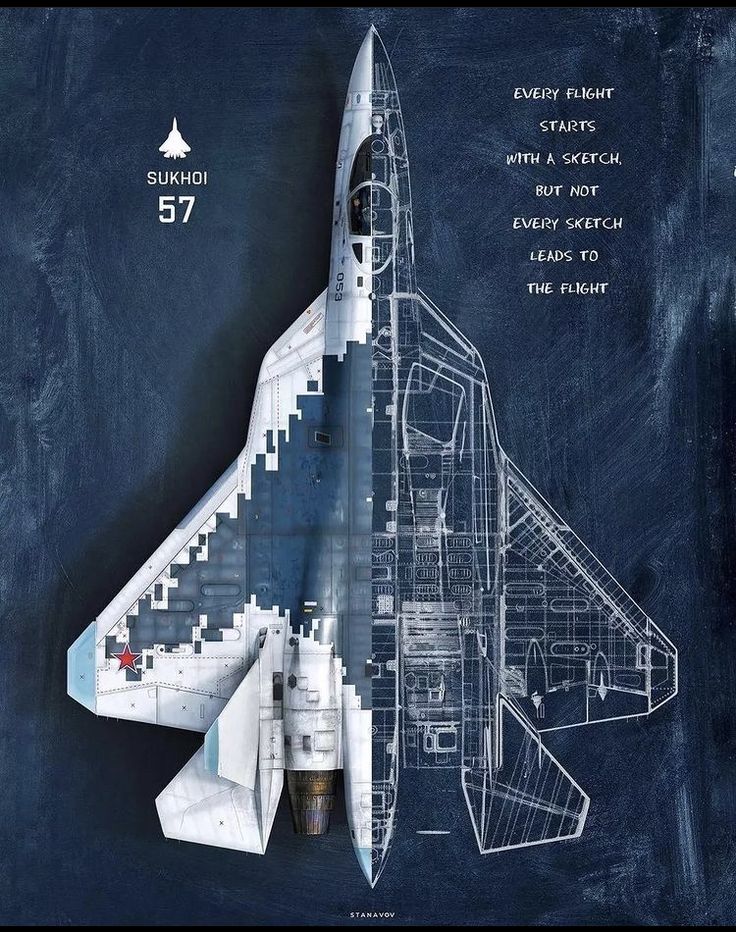 SUKHOI
57
EVERY FLIGHT
STARTS
WITH A SKETCH,
BUT NOT
EVERY SKETCH
LEADS TO
THE FLIGHT
053
STANAVOV